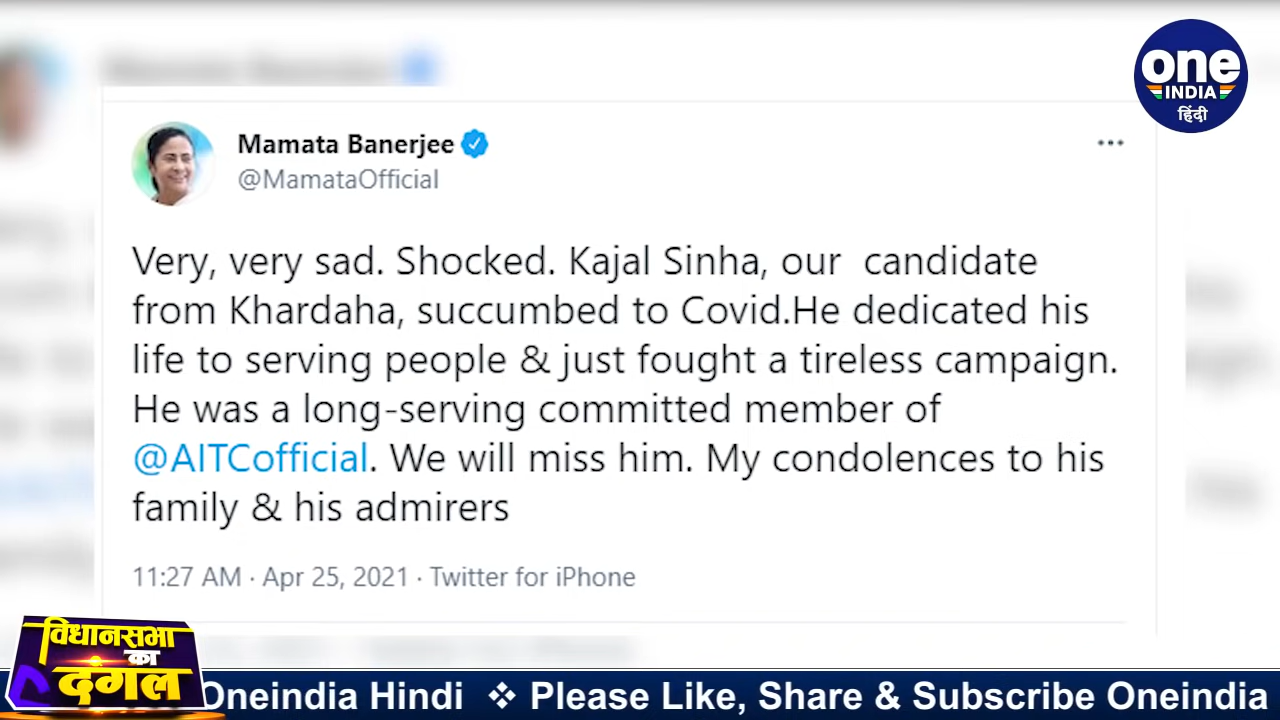 one
INDIA
हिंदी
Mamata Banerjee
@MamataOfficial
Very, very sad. Shocked. Kajal Sinha, our  candidate
from Khardaha, succumbed to Covid.He dedicated his
life to serving people & just fought a tireless campaign.
He was a long-serving committed member of
@AITCofficial. We will miss him. My condolences to his
family & his admirers
11:27 AM · Apr 25, 2021 · Twitter for iPhone
विधानसभा
का
दंगल
Oneindia Hindi ❖ Please Like, Share & Subscribe Oneindia